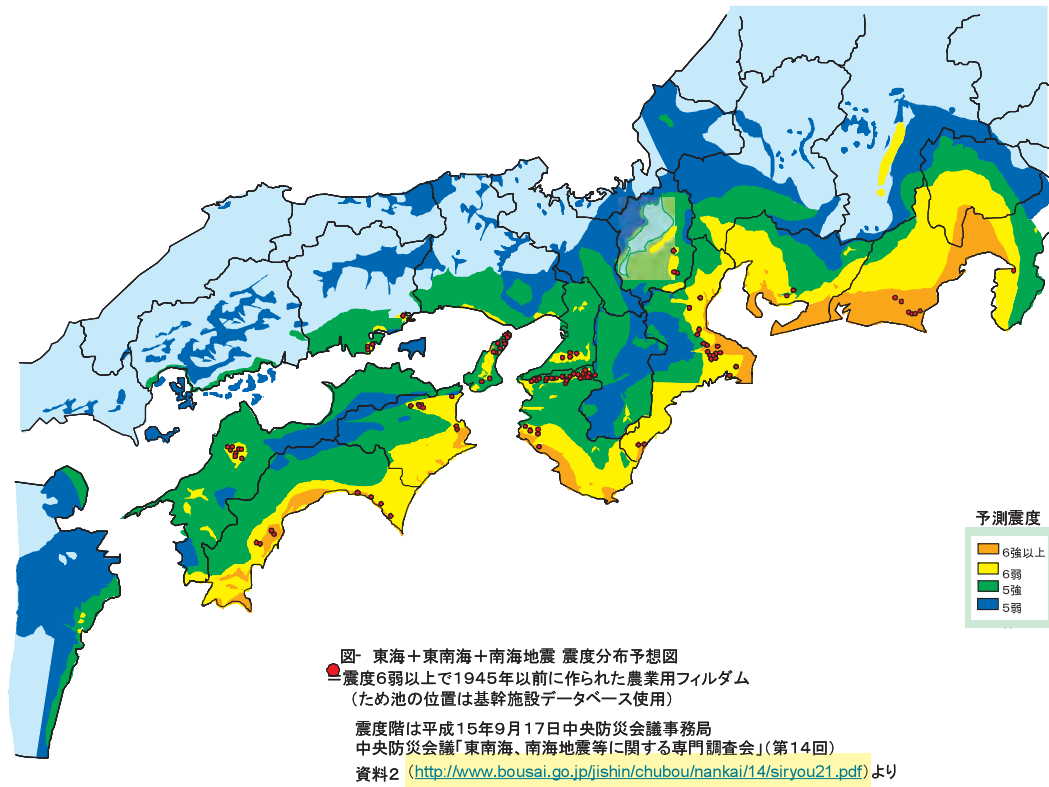 予測震度
6強以上
6弱
5強
5弱
図- 東海＋東南海＋南海地震 震度分布予想図
=震度6弱以上で1945年以前に作られた農業用フィルダム
（ため池の位置は基幹施設データベース使用）
震度階は平成15年9月17日中央防災会議事務局
中央防災会議「東南海、南海地震等に関する専門調査会」（第14回）
資料2 （http://www.bousai.go.jp/jishin/chubou/nankai/14/siryou21.pdf）より